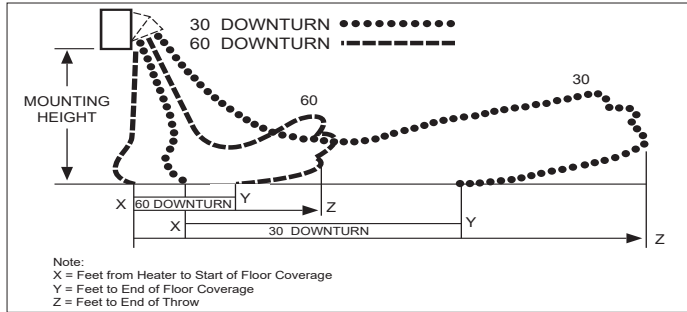 30 DOWNTURN
60 DOWNTURN
30
60
MOUNTING
HEIGHT
X 60 DOWNTURN Y Z
X 30 DOWNTURN Y Z
Note:
X = Feet from Heater to Start of Floor Coverage
Y = Feet to End of Floor Coverage
Z = Feet to End of Throw